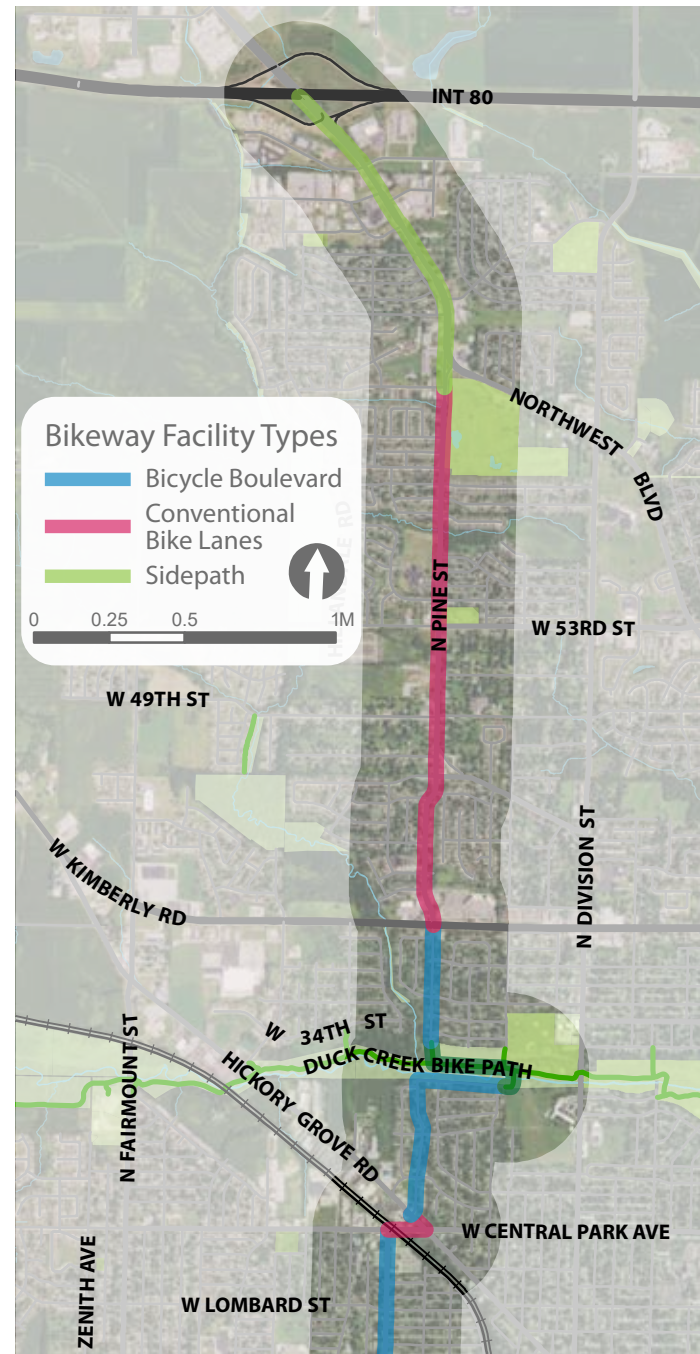 INT 80
NORTHWEST
BLVD
Bikeway Facility Types
Bicycle Boulevard
Conventional
Bike Lanes
Sidepath
0 0.25 0.5 1M
N PINE ST
W 53RD ST
W 49TH ST
N DIVISION ST
W KIMBERLY RD
W 34TH ST
DUCK CREEK BIKE PATH
N FAIRMOUNT ST
HICKORY GROVE RD
W CENTRAL PARK AVE
ZENITH AVE
W LOMBARD ST